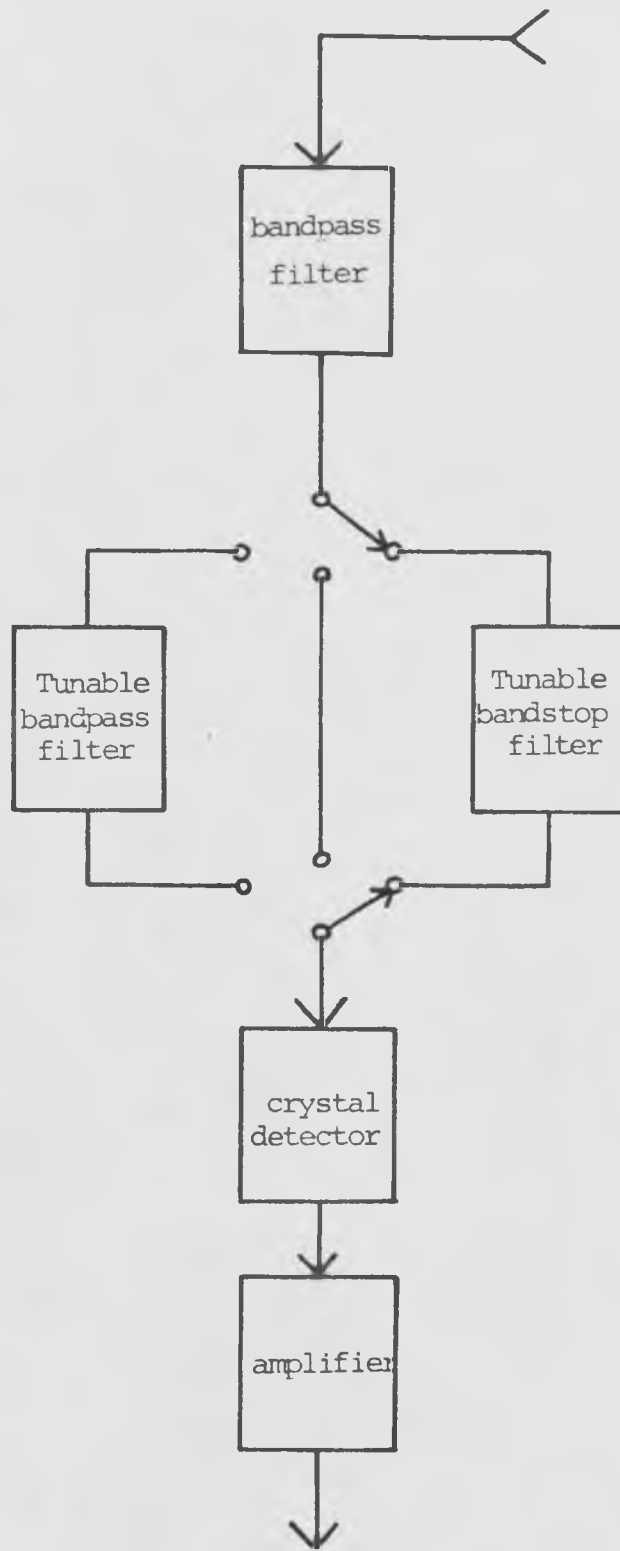 bandpass
filter
Tunable
bandpass
filter
Tunable
bandstop
filter
crystal
detector
amplifier